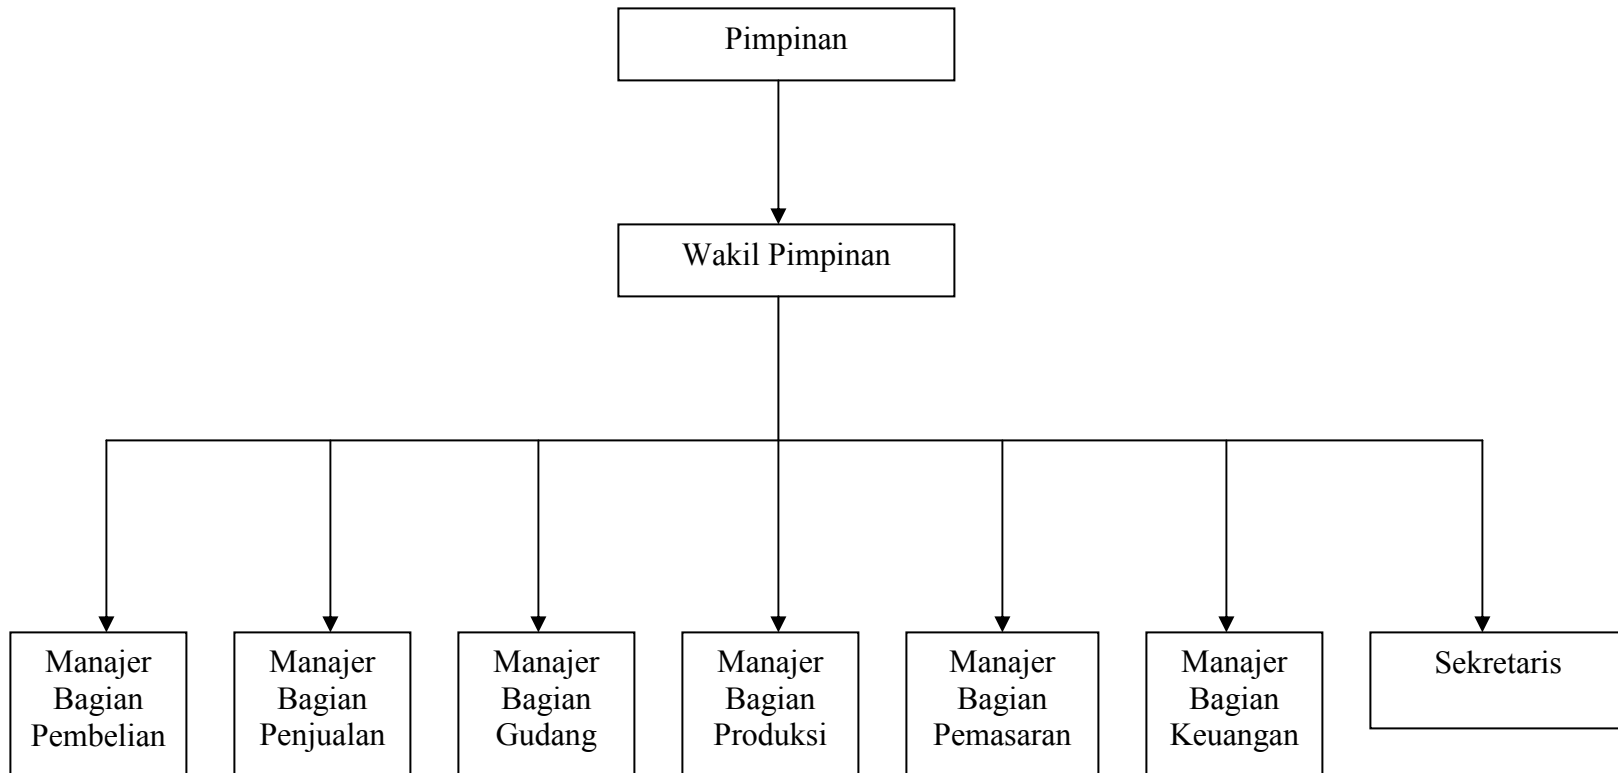 Pimpinan
Wakil Pimpinan
Manajer
Bagian
Pembelian
Manajer
Bagian
Penjualan
Manajer
Bagian
Gudang
Manajer
Bagian
Produksi
Manajer
Bagian
Pemasaran
Manajer
Bagian
Keuangan
Sekretaris